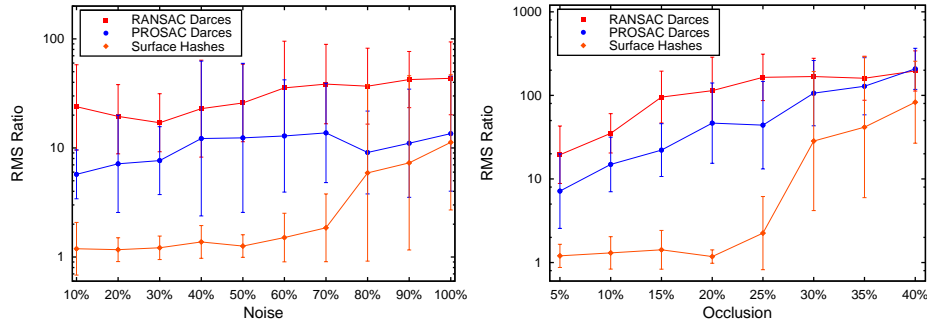 RANSAC Darces
PROSAC Darces
Surface Hashes
RMS Ratio
100
10
1
10% 20% 30% 40% 50% 60% 70% 80% 90% 100%
Noise
RANSAC Darces
PROSAC Darces
Surface Hashes
RMS Ratio
1000
100
10
1
5% 10% 15% 20% 25% 30% 35% 40%
Occlusion